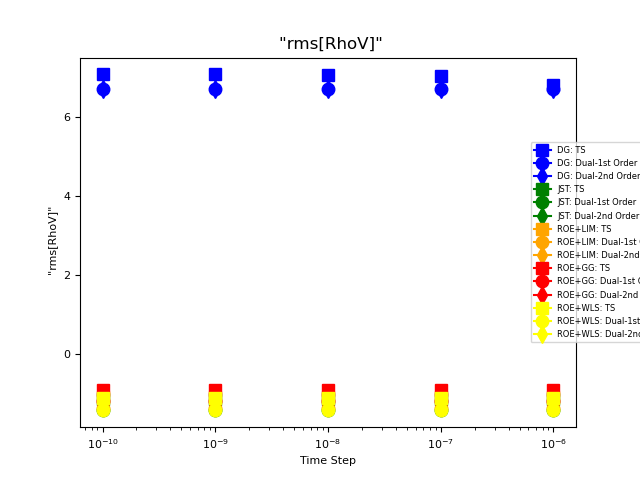 "rms[RhoV]"
"rms[RhoV]"
6
4
2
0
DG: TS
DG: Dual-1st Order
DG: Dual-2nd Order
JST: TS
JST: Dual-1st Order
JST: Dual-2nd Order
ROE+LIM: TS
ROE+LIM: Dual-1st
ROE+LIM: Dual-2nd
ROE+GG: TS
ROE+GG: Dual-1st
ROE+GG: Dual-2nd
ROE+WLS: TS
ROE+WLS: Dual-1st
ROE+WLS: Dual-2nd
10⁻¹⁰ 10⁻⁹ 10⁻⁸ 10⁻⁷ 10⁻⁶
Time Step